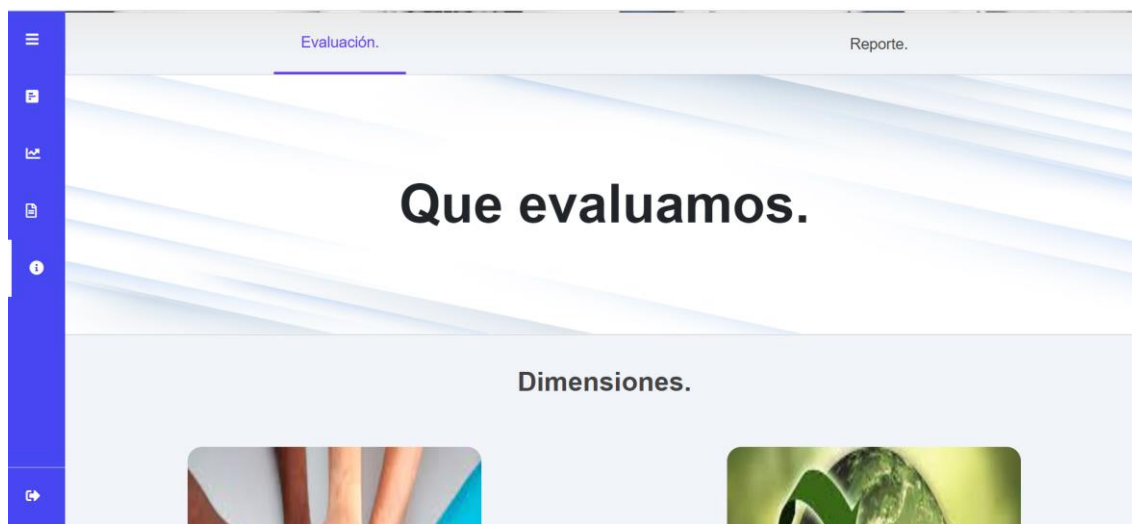 Evaluación.
Reporte.
Que evaluamos.
Dimensiones.